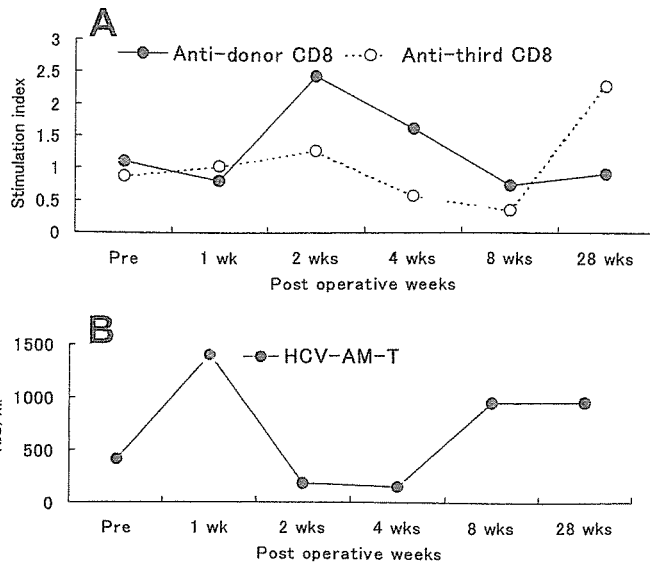 A
Anti-donor CD8 Anti-third CD8
Stimulation index
3
2.5
2
1.5
1
0.5
0
Pre 1 wk 2 wks 4 wks 8 wks 28 wks
Post operative weeks
B
HCV-AM-T
1500
1000
500
0
Pre 1 wk 2 wks 4 wks 8 wks 28 wks
Post operative weeks